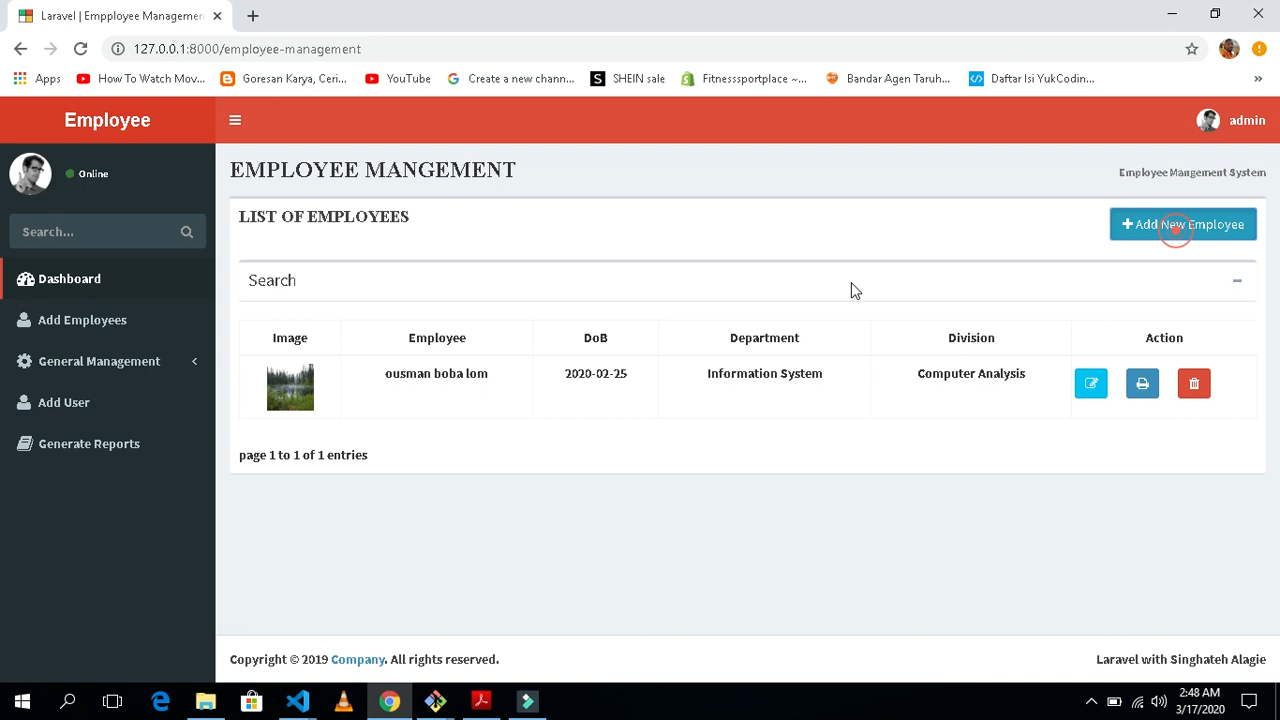 Laravel | Empployee Managemen
127.0.0.1:8000/employee-management
Apps
How To Watch Mov...
Goresan Karya, Ceri...
YouTube
Create a new chann...
SHEIN sale
Fitnesssportplace ~...
Bandar Agen Taruh...
Daftar Isi YukCodin...
»
Employee
admin
Online
EMPLOYEE MANGEMENT
Employee Mangement System
Search...
LIST OF EMPLOYEES
Add New Employee
Search
Dashboard
Add Employees
General Management
Add User
Generate Reports
Image Employee DoB Department Division Action
ousman boba lom 2020-02-25 Information System Computer Analysis
page 1 to 1 of 1 entries
Copyright © 2019 Company. All rights reserved.
Laravel with Singhateh Alagie
2:48 AM
3/17/2020